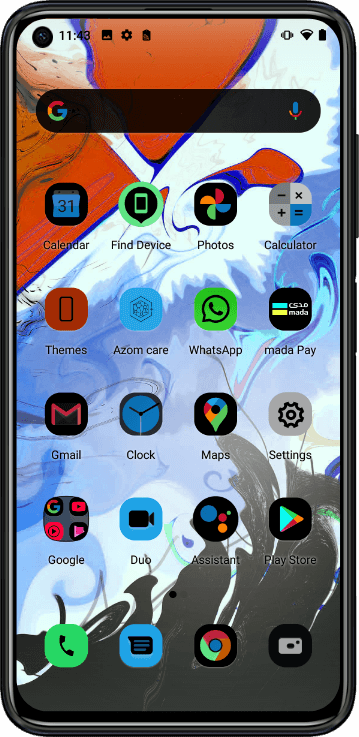 11:43
G
31
Calendar Find Device Photos Calculator
مدى
mada
Themes Azom care WhatsApp mada Pay
Gmail Clock Maps Settings
Google Duo Assistant Play Store